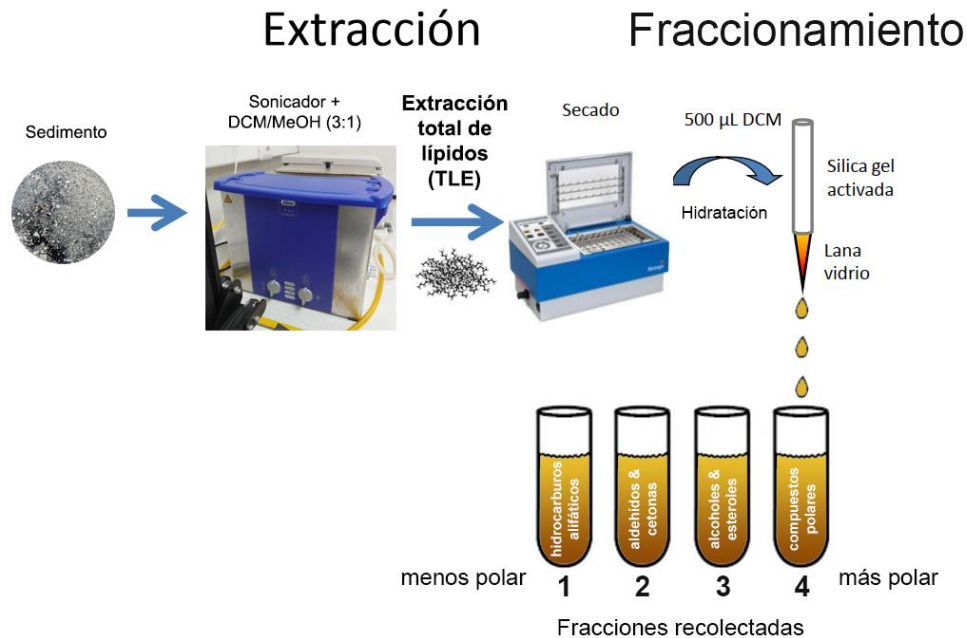 Extracción
Fraccionamiento
Sedimento
Sonicador +
DCM/MeOH (3:1)
Extracción
total de
lípidos
(TLE)
Secado
500 µL DCM
Hidratación
Silica gel
activada
Lana
vidrio
hidrocarburos
alifáticos
aldehídos &
cetonas
alcoholes &
esteroles
compuestos
polares
menos polar
1
2
3
4
más polar
Fracciones recolectadas